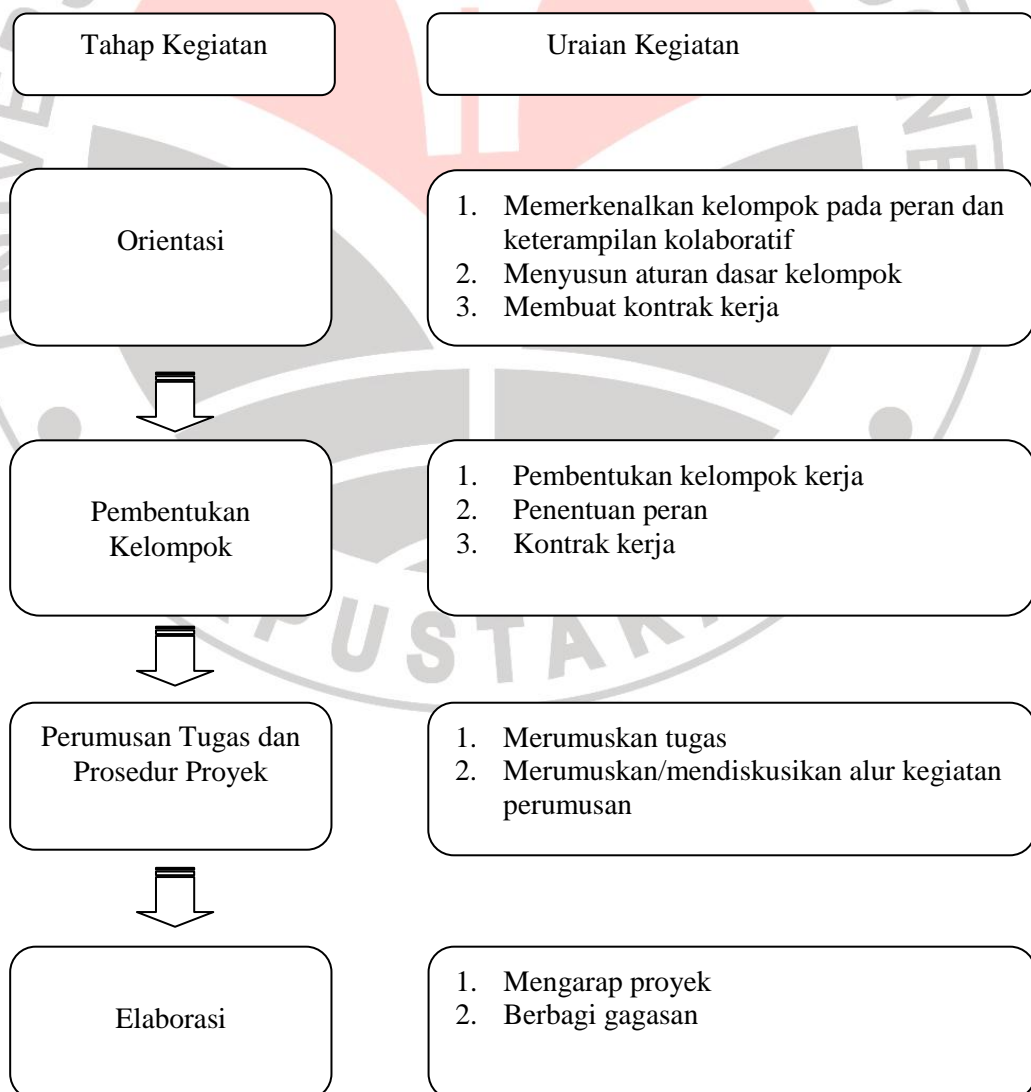 Tahap Kegiatan
Uraian Kegiatan
Orientasi
1. Memerkenalkan kelompok pada peran dan
keterampilan kolaboratif
2. Menyusun aturan dasar kelompok
3. Membuat kontrak kerja
Pembentukan
Kelompok
1. Pembentukan kelompok kerja
2. Penentuan peran
3. Kontrak kerja
Perumusan Tugas dan
Prosedur Proyek
1. Merumuskan tugas
2. Merumuskan/mendiskusikan alur kegiatan
perumusan
Elaborasi
1. Mengarap proyek
2. Berbagi gagasan